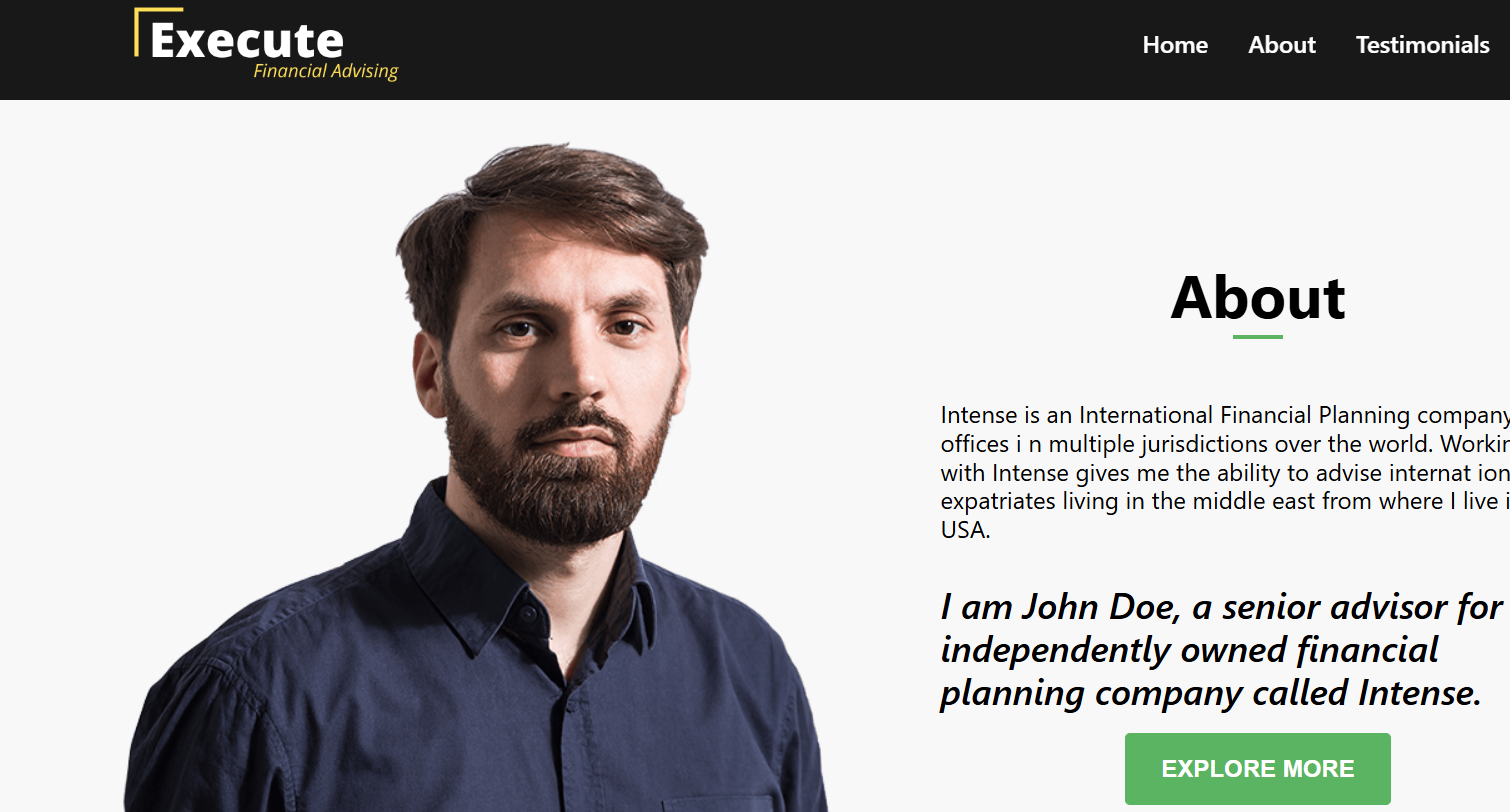 Execute
Financial Advising
Home About Testimonials
About
Intense is an International Financial Planning company
offices i n multiple jurisdictions over the world.
with Intense gives me the ability to advise internat ion
expatriates living in the middle east from where I live
USA.
I am John Doe, a senior advisor for
independently owned financial
planning company called Intense.
EXPLORE MORE